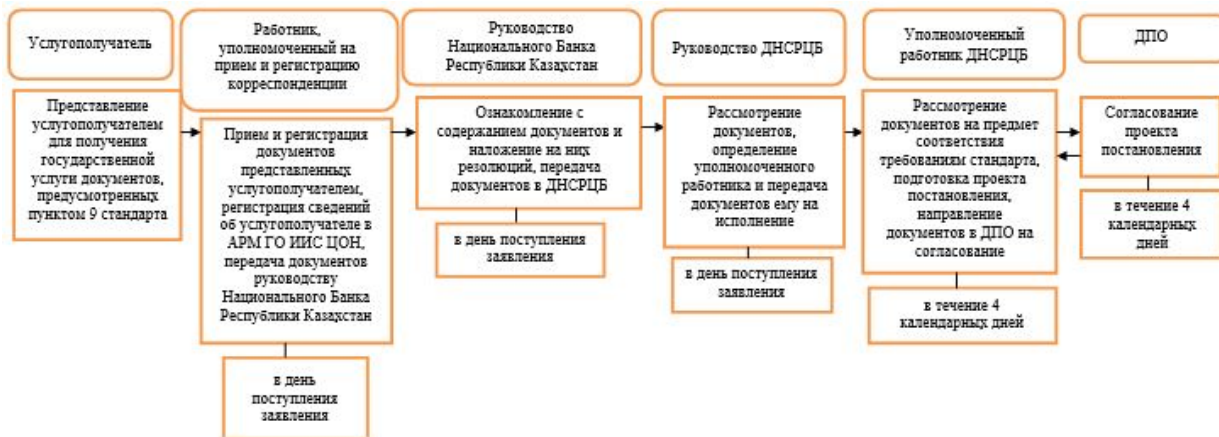 Услугополучатель
Работник,
уполномоченный на
прием и регистрацию
корреспонденции
Руководство
Национального Банка
Республики Казахстан
Руководство ДНСРЦБ
Уполномоченный
работник ДНСРЦБ
ДПО
Представление
услугополучателем
для получения
государственной
услуги документов,
предусмотренных
пунктом 9 стандарта
Прием и регистрация
документов
представленных
услугополучателем,
регистрация сведений
об услугополучателе в
АРМ ГО ИИС ЦОН,
передача документов
руководству
Национального Банка
Республики Казахстан
в день
поступления
заявления
Ознакомление с
содержанием документов и
наложение на них
резолюций, передача
документов в ДНСРЦБ
в день поступления
заявления
Рассмотрение
документов,
определение
уполномоченного
работника и передача
документов ему на
исполнение
в день поступления
заявления
Рассмотрение
документов на предмет
соответствия
требованиям стандарта,
подготовка проекта
постановления,
направление
документов в ДПО на
согласование
в течение 4
календарных дней
Согласование
проекта
постановления
в течение 4
календарных
дней